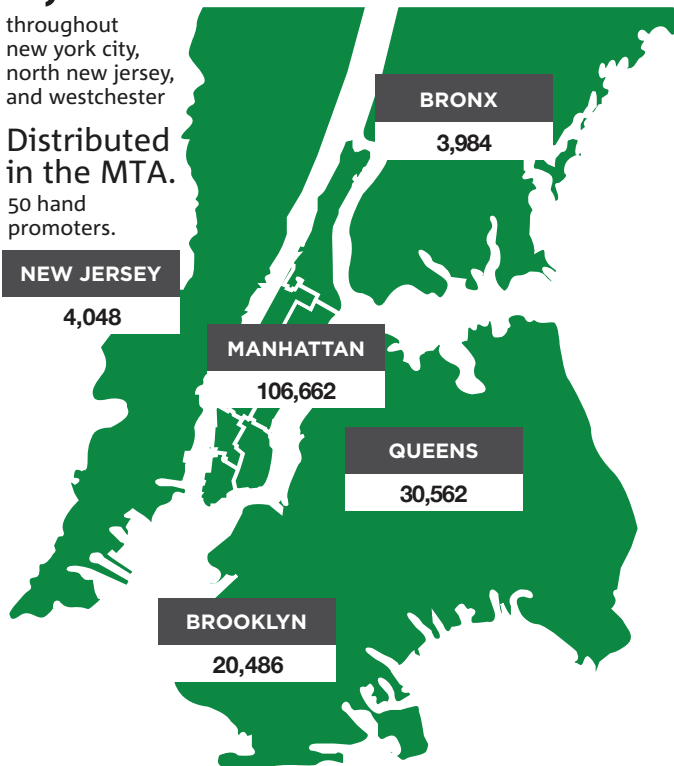 throughout
new york city,
north new jersey,
and westchester
Distributed
in the MTA.
50 hand
promoters.
BRONX
3,984
NEW JERSEY
4,048
MANHATTAN
106,662
QUEENS
30,562
BROOKLYN
20,486